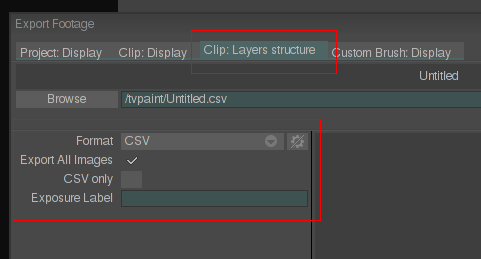 Export Footage
Project: Display Clip: Display Clip: Layers structure Custom Brush: Display
Untitled
Browse /tvpaint/Untitled.csv
Format CSV
Export All Images
CSV only
Exposure Label